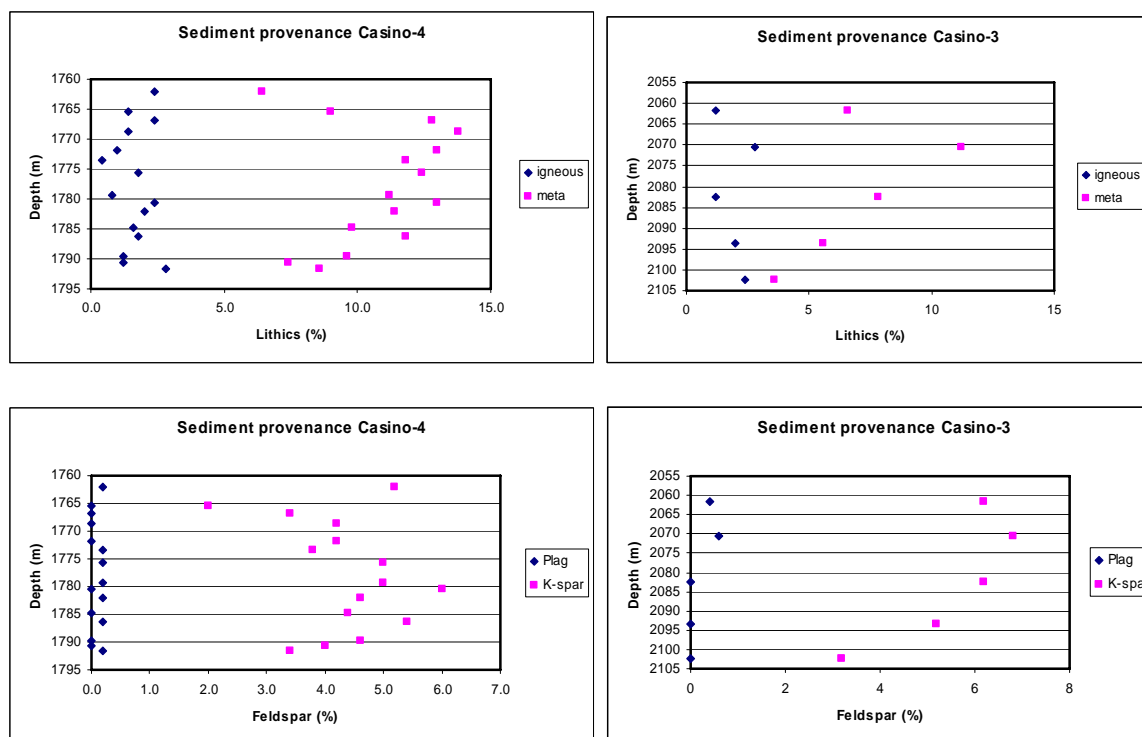 Sediment provenance Casino-4
1760
1765
1770
1775
1780
1785
1790
1795
0.0 5.0 10.0 15.0
Depth (m)
Lithics (%)
igneous
meta
Sediment provenance Casino-3
2055
2060
2065
2070
2075
2080
2085
2090
2095
2100
2105
0 5 10 15
Depth (m)
Lithics (%)
igneous
meta
Sediment provenance Casino-4
1760
1765
1770
1775
1780
1785
1790
1795
0.0 1.0 2.0 3.0 4.0 5.0 6.0 7.0
Depth (m)
Feldspar (%)
Plag
K-spar
Sediment provenance Casino-3
2055
2060
2065
2070
2075
2080
2085
2090
2095
2100
2105
0 2 4 6 8
Depth (m)
Feldspar (%)
Plag
K-spa